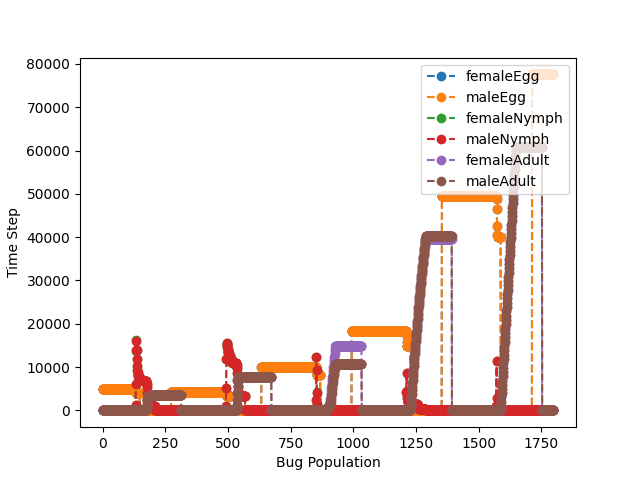 80000
70000
60000
50000
40000
30000
20000
10000
0
Time Step
femaleEgg
maleEgg
femaleNymph
maleNymph
femaleAdult
maleAdult
0 250 500 750 1000 1250 1500 1750
Bug Population